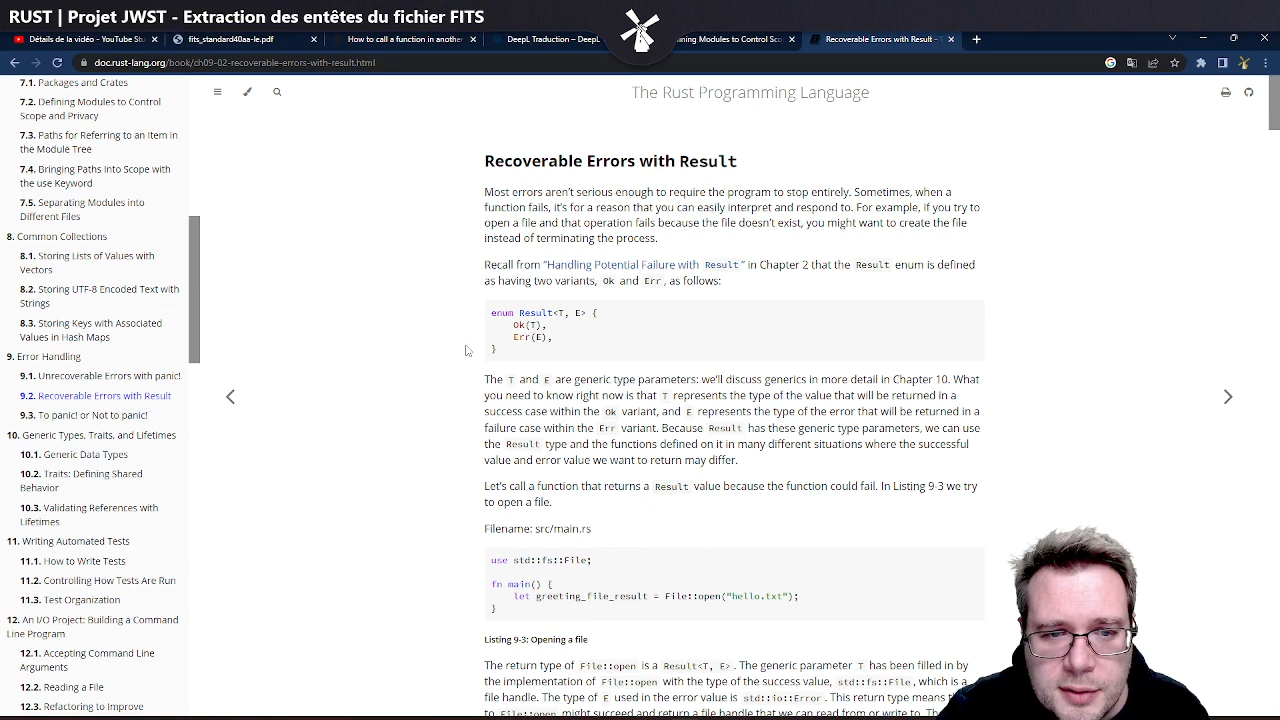 RUST | Projet JWST - Extraction des entêtes du fichier FITS
Détails de la vidéo - YouTube Stu
fits_standard40aa-le.pdf
How to call a function in another
DeepL Traduction – DeepL
ining Modules to Control Sco
Recoverable Errors with Result - T
doc.rust-lang.org/book/ch09-02-recoverable-errors-with-result.html
The Rust Programming Language
7.1. Packages and Crates
7.2. Defining Modules to Control
Scope and Privacy
7.3. Paths for Referring to an Item in
the Module Tree
7.4. Bringing Paths Into Scope with
the use Keyword
7.5. Separating Modules into
Different Files
8. Common Collections
8.1. Storing Lists of Values with
Vectors
8.2. Storing UTF-8 Encoded Text with
Strings
8.3. Storing Keys with Associated
Values in Hash Maps
9. Error Handling
9.1. Unrecoverable Errors with panic!
9.2. Recoverable Errors with Result
9.3. To panic! or Not to panic!
10. Generic Types, Traits, and Lifetimes
10.1. Generic Data Types
10.2. Traits: Defining Shared
Behavior
10.3. Validating References with
Lifetimes
11. Writing Automated Tests
11.1. How to Write Tests
11.2. Controlling How Tests Are Run
11.3. Test Organization
12. An I/O Project: Building a Command
Line Program
12.1. Accepting Command Line
Arguments
12.2. Reading a File
12.3. Refactoring to Improve
Recoverable Errors with Result
Most errors aren't serious enough to require the program to stop entirely. Sometimes, when a
function fails, it's for a reason that you can easily interpret and respond to. For example, if you try to
open a file and that operation fails because the file doesn't exist, you might want to create the file
instead of terminating the process.
Recall from "Handling Potential Failure with Result" in Chapter 2 that the Result enum is defined
as having two variants, Ok and Err, as follows:
enum Result<T, E> {
Ok(T),
Err(E),
}
The T and E are generic type parameters: we'll discuss generics in more detail in Chapter 10. What
you need to know right now is that T represents the type of the value that will be returned in a
success case within the Ok variant, and E represents the type of the error that will be returned in a
failure case within the Err variant. Because Result has these generic type parameters, we can use
the Result type and the functions defined on it in many different situations where the successful
value and error value we want to return may differ.
Let's call a function that returns a Result value because the function could fail. In Listing 9-3 we try
to open a file.
Filename: src/main.rs
use std::fs::File;
fn main() {
let greeting_file_result = File::open("hello.txt");
}
Listing 9-3: Opening a file
The return type of File::open is a Result<T, E>. The generic parameter T has been filled in by
the implementation of File::open with the type of the success value, std::fs::File, which is a
file handle. The type of E used in the error value is std::io::Error. This return type means th
to File::open might succeed and return a file handle that we can read from or write to. Th